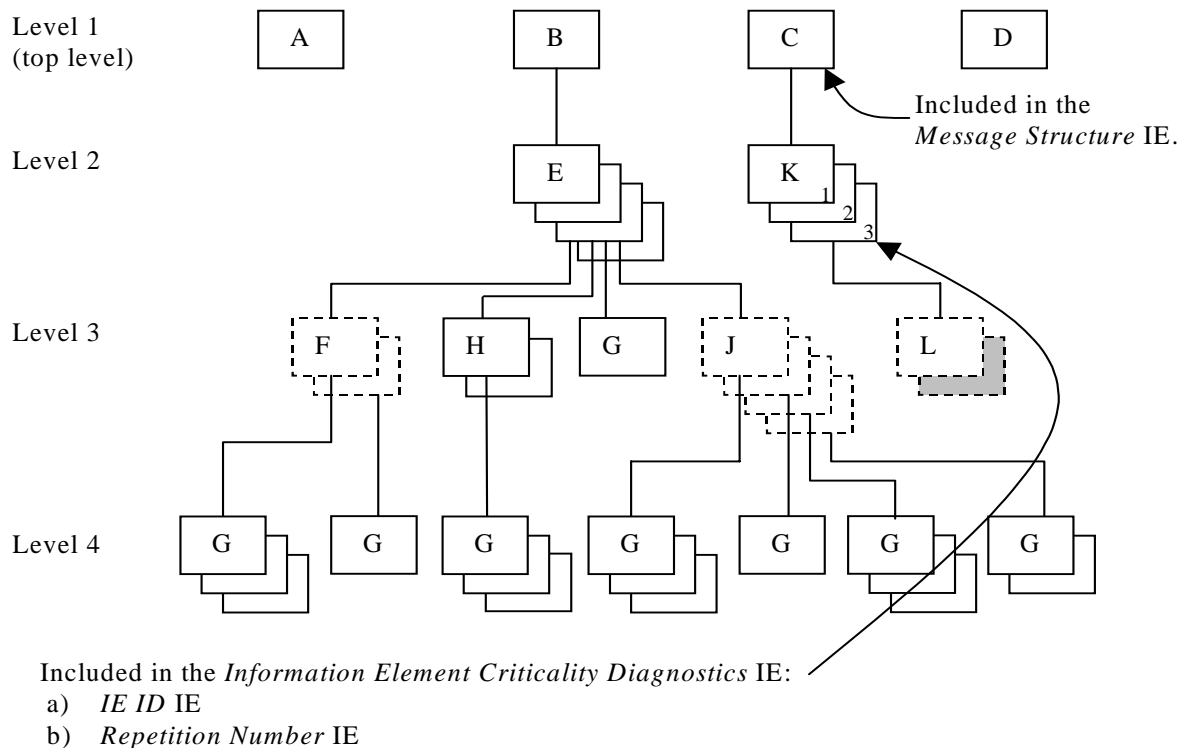 Level 1
(top level)
A
B
C
D
Included in the
Message Structure IE.
Level 2
E
K
1
2
3
Level 3
F
H
G
J
L
Level 4
G
G
G
G
G
G
G
Included in the Information Element Criticality Diagnostics IE:
a) IE ID IE
b) Repetition Number IE